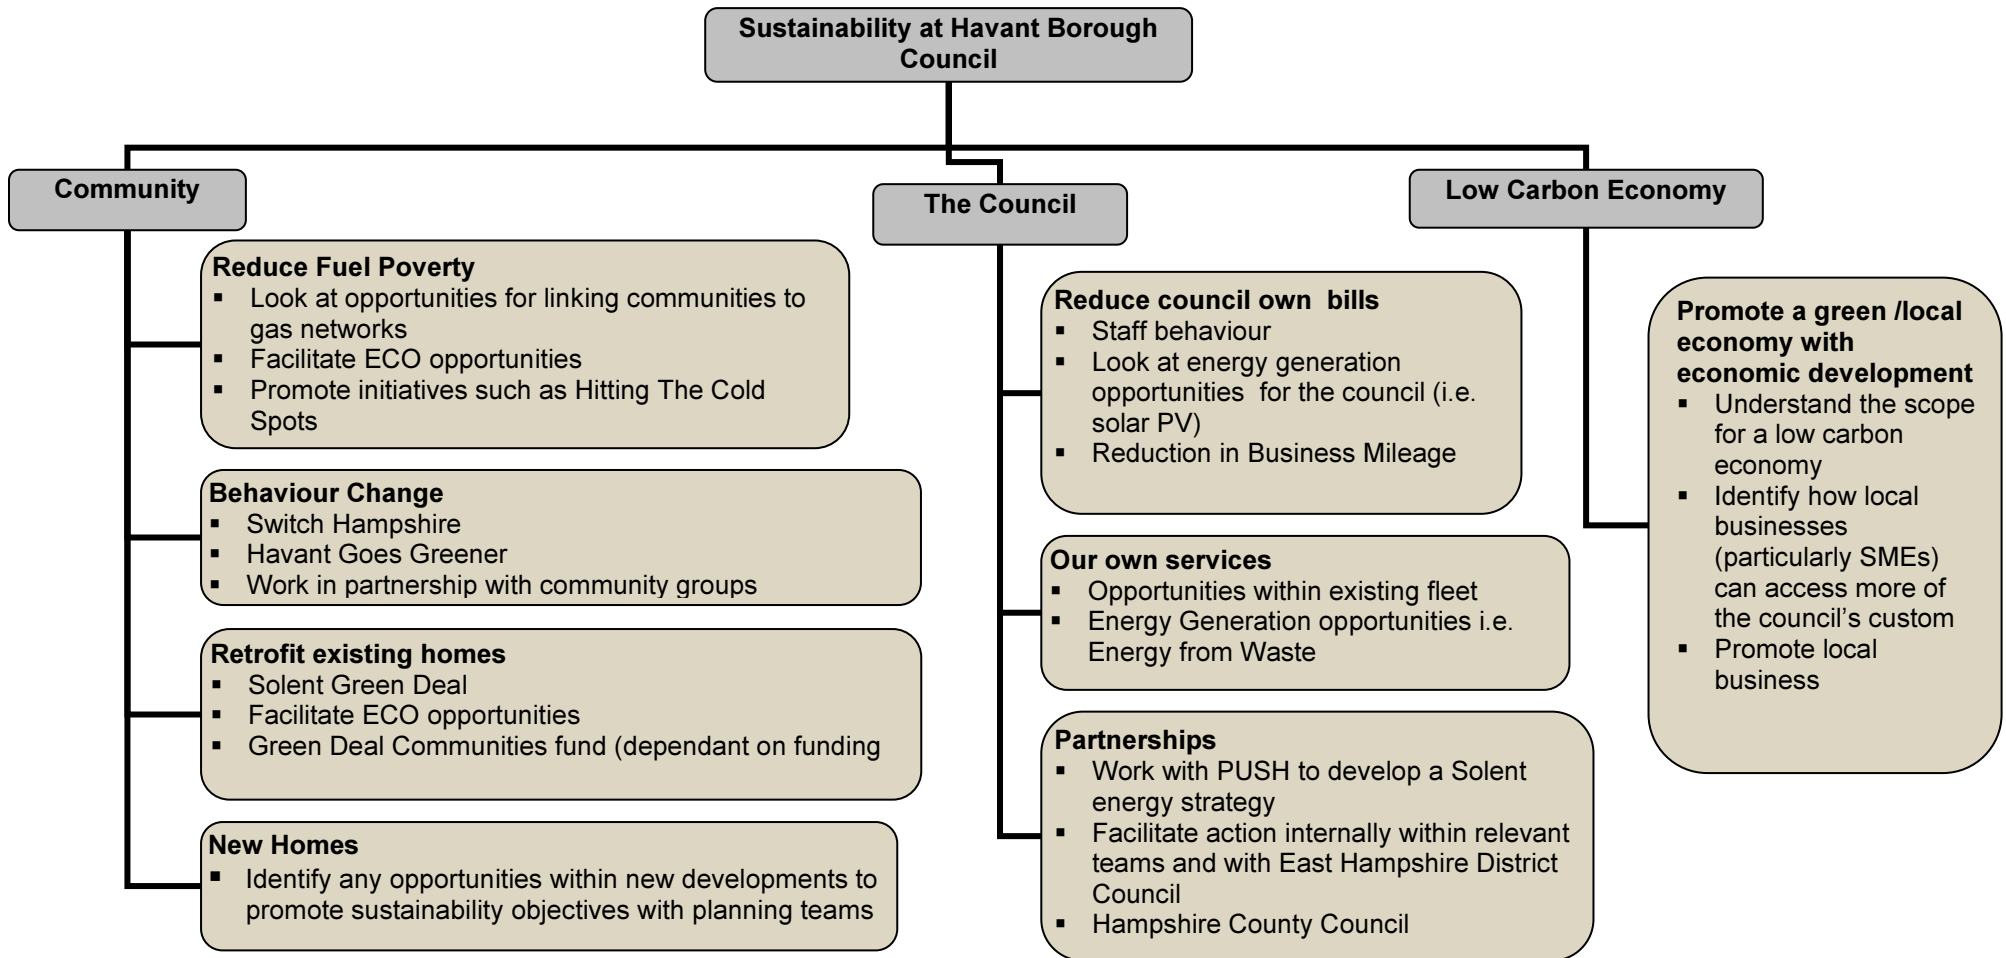 Sustainability at Havant Borough
Council
Community
Reduce Fuel Poverty
▪ Look at opportunities for linking communities to
gas networks
▪ Facilitate ECO opportunities
▪ Promote initiatives such as Hitting The Cold
Spots
Behaviour Change
▪ Switch Hampshire
▪ Havant Goes Greener
▪ Work in partnership with community groups
Retrofit existing homes
▪ Solent Green Deal
▪ Facilitate ECO opportunities
▪ Green Deal Communities fund (dependant on funding
New Homes
▪ Identify any opportunities within new developments to
promote sustainability objectives with planning teams
The Council
Reduce council own  bills
▪ Staff behaviour
▪ Look at energy generation
opportunities  for the council (i.e.
solar PV)
▪ Reduction in Business Mileage
Our own services
▪ Opportunities within existing fleet
▪ Energy Generation opportunities i.e.
Energy from Waste
Partnerships
▪ Work with PUSH to develop a Solent
energy strategy
▪ Facilitate action internally within relevant
teams and with East Hampshire District
Council
▪ Hampshire County Council
Low Carbon Economy
Promote a green /local
economy with
economic development
▪ Understand the scope
for a low carbon
economy
▪ Identify how local
businesses
(particularly SMEs)
can access more of
the council’s custom
▪ Promote local
business